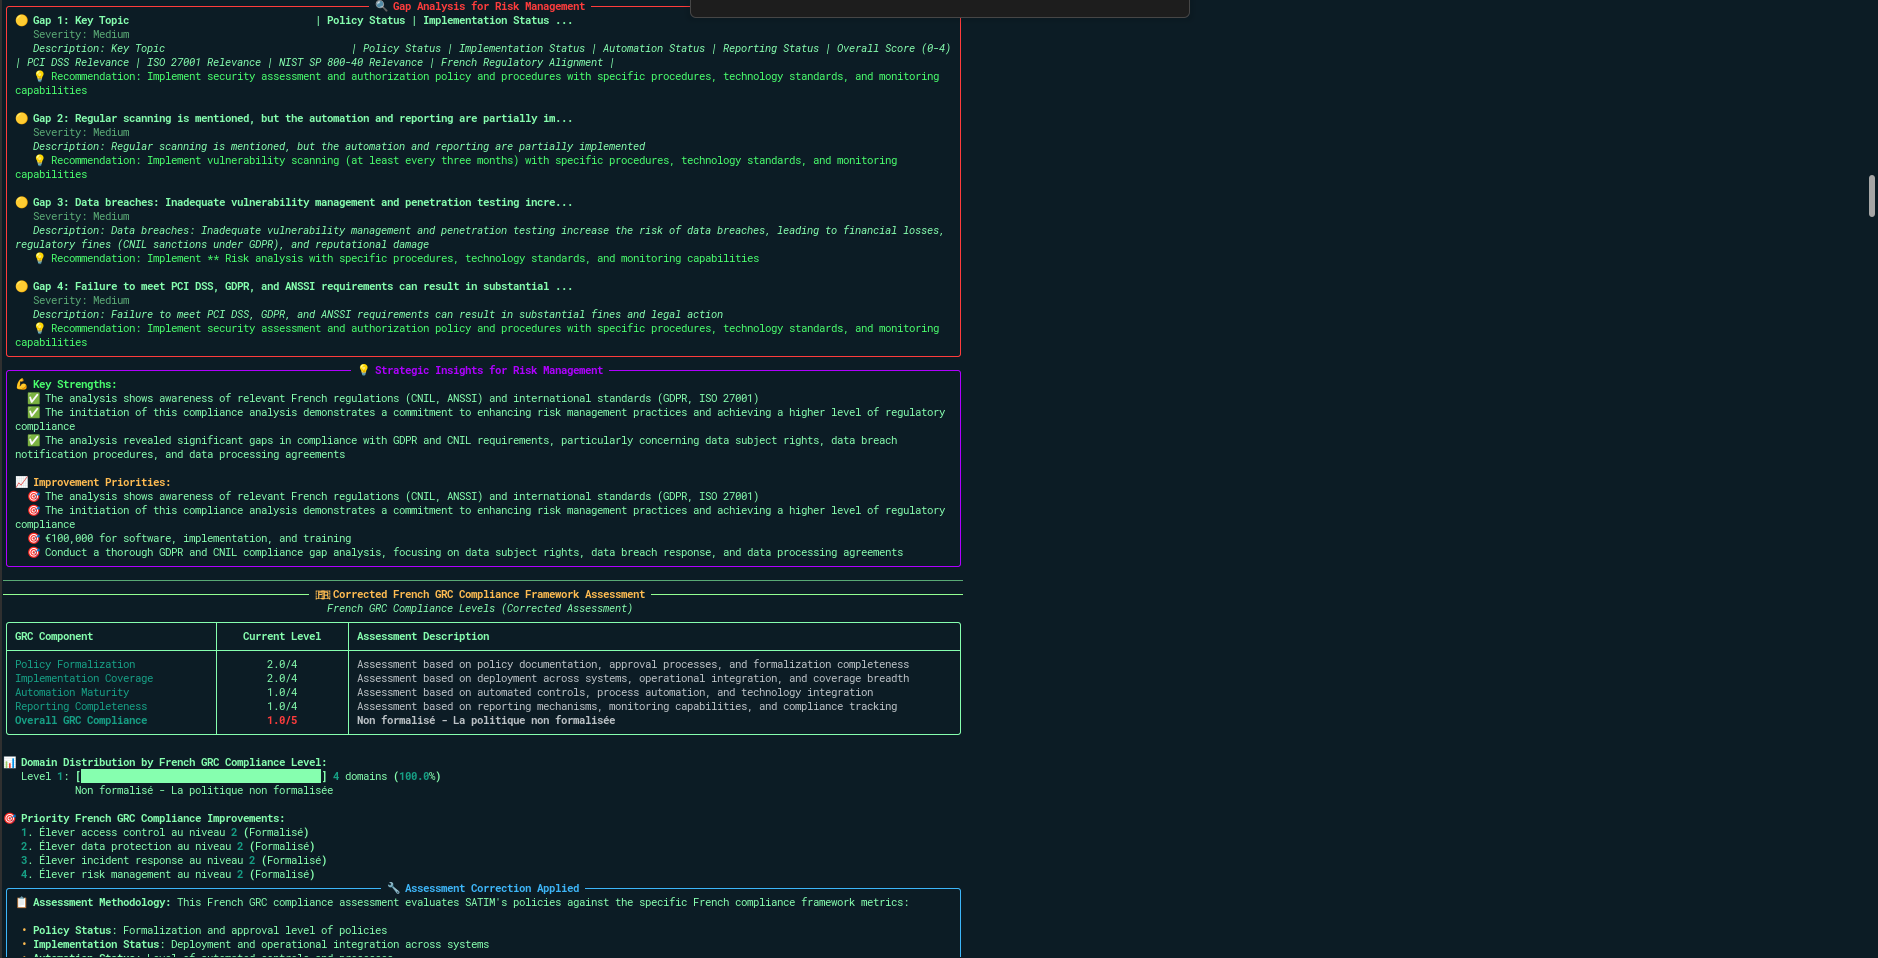 🔍 Gap Analysis for Risk Management
🟡 Gap 1: Key Topic | Policy Status | Implementation Status ...
Severity: Medium
Description: Key Topic | Policy Status | Implementation Status | Automation Status | Reporting Status | Overall Score (0-4)
| PCI DSS Relevance | ISO 27001 Relevance | NIST SP 800-40 Relevance | French Regulatory Alignment |
💡 Recommendation: Implement security assessment and authorization policy and procedures with specific procedures, technology standards, and monitoring
capabilities
🟡 Gap 2: Regular scanning is mentioned, but the automation and reporting are partially im...
Severity: Medium
Description: Regular scanning is mentioned, but the automation and reporting are partially implemented
💡 Recommendation: Implement vulnerability scanning (at least every three months) with specific procedures, technology standards, and monitoring
capabilities
🟡 Gap 3: Data breaches: Inadequate vulnerability management and penetration testing incre...
Severity: Medium
Description: Data breaches: Inadequate vulnerability management and penetration testing increase the risk of data breaches, leading to financial losses,
regulatory fines (CNIL sanctions under GDPR), and reputational damage
💡 Recommendation: Implement ** Risk analysis with specific procedures, technology standards, and monitoring capabilities
🟡 Gap 4: Failure to meet PCI DSS, GDPR, and ANSSI requirements can result in substantial ...
Severity: Medium
Description: Failure to meet PCI DSS, GDPR, and ANSSI requirements can result in substantial fines and legal action
💡 Recommendation: Implement security assessment and authorization policy and procedures with specific procedures, technology standards, and monitoring
capabilities
💡 Strategic Insights for Risk Management
💪 Key Strengths:
✅ The analysis shows awareness of relevant French regulations (CNIL, ANSSI) and international standards (GDPR, ISO 27001)
✅ The initiation of this compliance analysis demonstrates a commitment to enhancing risk management practices and achieving a higher level of regulatory
compliance
✅ The analysis revealed significant gaps in compliance with GDPR and CNIL requirements, particularly concerning data subject rights, data breach
notification procedures, and data processing agreements
📈 Improvement Priorities:
🎯 The analysis shows awareness of relevant French regulations (CNIL, ANSSI) and international standards (GDPR, ISO 27001)
🎯 The initiation of this compliance analysis demonstrates a commitment to enhancing risk management practices and achieving a higher level of regulatory
compliance
🎯 €100,000 for software, implementation, and training
🎯 Conduct a thorough GDPR and CNIL compliance gap analysis, focusing on data subject rights, data breach response, and data processing agreements
🇫🇷 Corrected French GRC Compliance Framework Assessment
French GRC Compliance Levels (Corrected Assessment)
GRC Component | Current Level | Assessment Description
Policy Formalization | 2.0/4 | Assessment based on policy documentation, approval processes, and formalization completeness
Implementation Coverage | 2.0/4 | Assessment based on deployment across systems, operational integration, and coverage breadth
Automation Maturity | 1.0/4 | Assessment based on automated controls, process automation, and technology integration
Reporting Completeness | 1.0/4 | Assessment based on reporting mechanisms, monitoring capabilities, and compliance tracking
Overall GRC Compliance | 1.0/5 | Non formalisé - La politique non formalisée
📊 Domain Distribution by French GRC Compliance Level:
Level 1: [████████████████████████████████████████] 4 domains (100.0%)
Non formalisé - La politique non formalisée
🎯 Priority French GRC Compliance Improvements:
1. Élever access control au niveau 2 (Formalisé)
2. Élever data protection au niveau 2 (Formalisé)
3. Élever incident response au niveau 2 (Formalisé)
4. Élever risk management au niveau 2 (Formalisé)
🔧 Assessment Correction Applied
📋 Assessment Methodology: This French GRC compliance assessment evaluates SATIM's policies against the specific French compliance framework metrics:
• Policy Status: Formalization and approval level of policies
• Implementation Status: Deployment and operational integration across systems
• Automation Status: Level of automated controls and processes